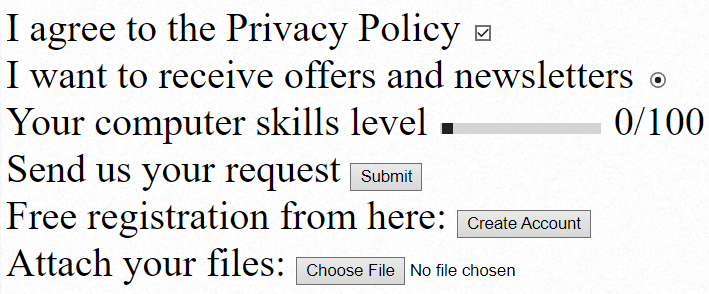 I agree to the Privacy Policy
I want to receive offers and newsletters
Your computer skills level 0/100
Send us your request Submit
Free registration from here: Create Account
Attach your files: Choose File No file chosen